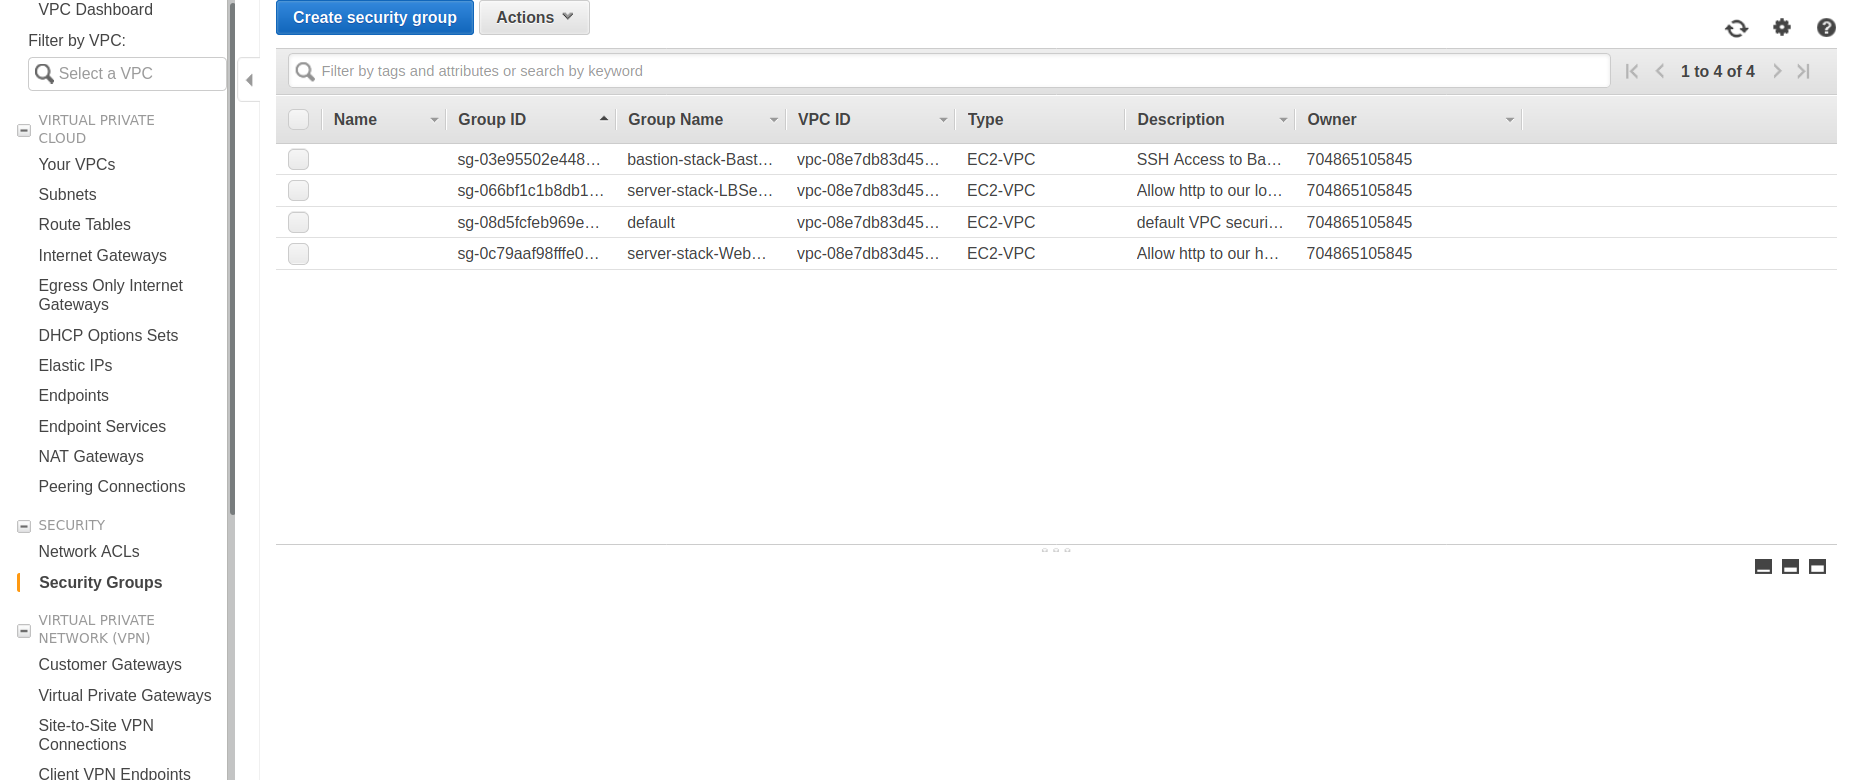 VPC Dashboard
Filter by VPC:
Select a VPC
VIRTUAL PRIVATE
CLOUD
Your VPCs
Subnets
Route Tables
Internet Gateways
Egress Only Internet
Gateways
DHCP Options Sets
Elastic IPs
Endpoints
Endpoint Services
NAT Gateways
Peering Connections
SECURITY
Network ACLs
Security Groups
VIRTUAL PRIVATE
NETWORK (VPN)
Customer Gateways
Virtual Private Gateways
Site-to-Site VPN
Connections
Client VPN Endpoints
Create security group Actions
Filter by tags and attributes or search by keyword 1 to 4 of 4
Name Group ID Group Name VPC ID Type Description Owner
sg-03e95502e448… bastion-stack-Bast… vpc-08e7db83d45… EC2-VPC SSH Access to Ba… 704865105845
sg-066bf1c1b8db1… server-stack-LBSe… vpc-08e7db83d45… EC2-VPC Allow http to our lo… 704865105845
sg-08d5fcfeb969e… default vpc-08e7db83d45… EC2-VPC default VPC securi… 704865105845
sg-0c79aaf98fffe0… server-stack-Web… vpc-08e7db83d45… EC2-VPC Allow http to our h… 704865105845